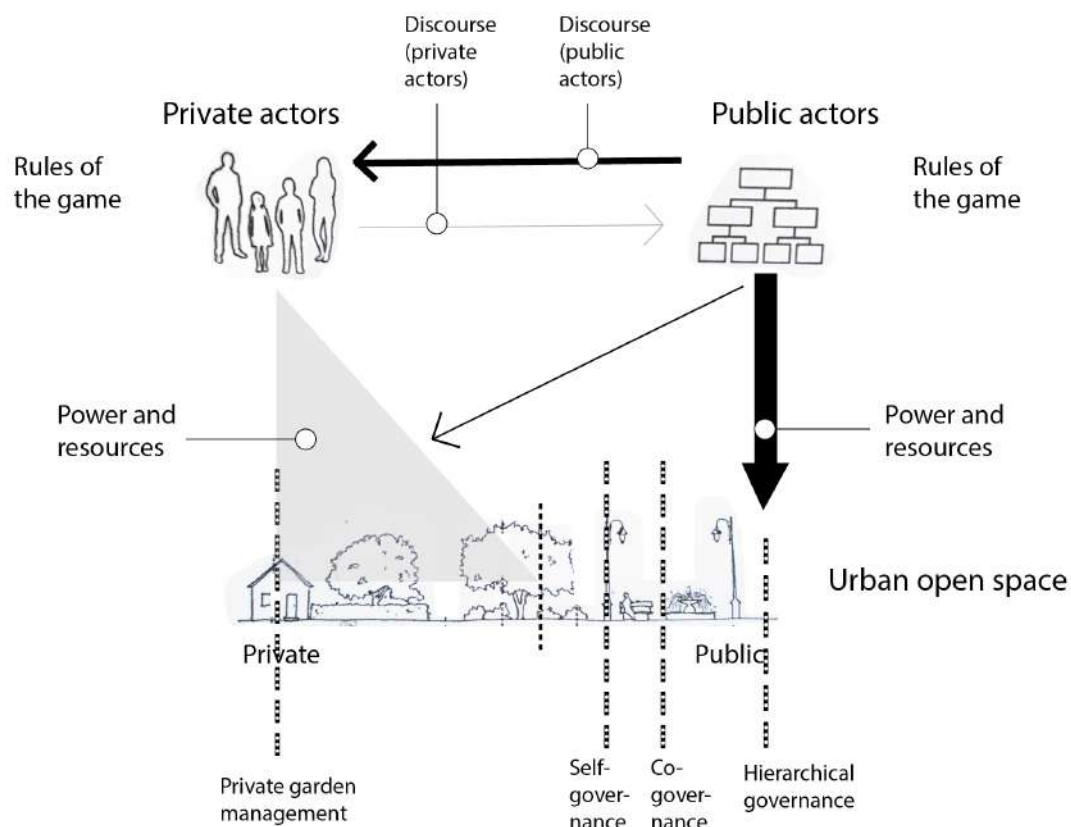 Discourse
(private
actors)
Discourse
(public
actors)
Private actors
Public actors
Rules of
the game
Rules of
the game
Power and
resources
Power and
resources
Urban open space
Private
Public
Private garden
management
Self-
gover-
nance
Co-
gover-
nance
Hierarchical
governance